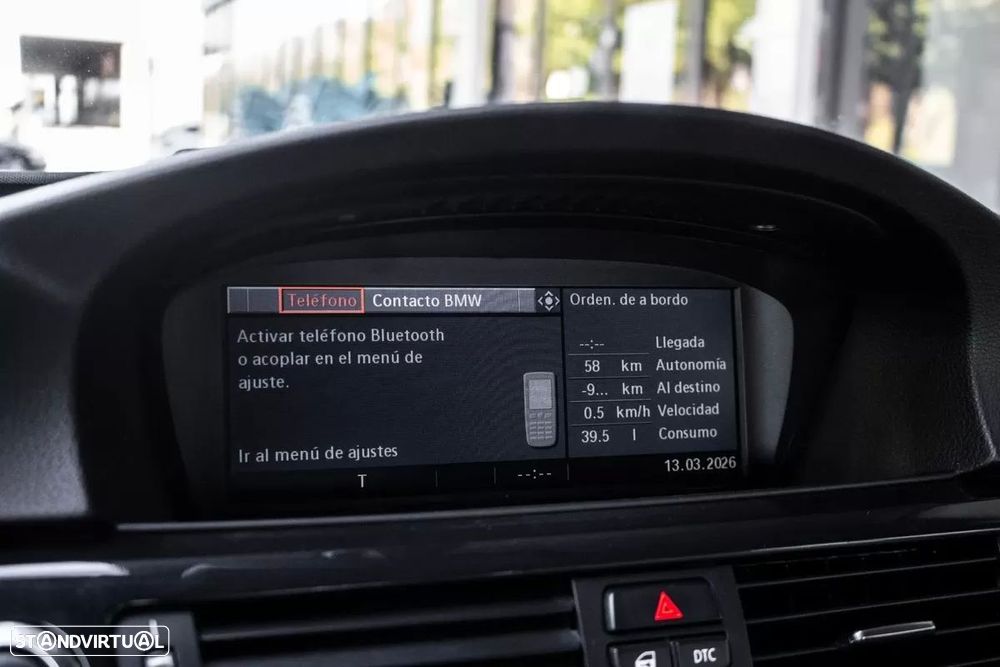 Teléfono Contacto BMW
Activar teléfono Bluetooth
o acoplar en el menú de
ajuste.
Ir al menú de ajustes
Orden. de a bordo
--:-- Llegada
58 km Autonomía
-9... km Al destino
0.5 km/h Velocidad
39.5 l Consumo
T --:-- 13.03.2026
DTC
STANDVIRTUAL